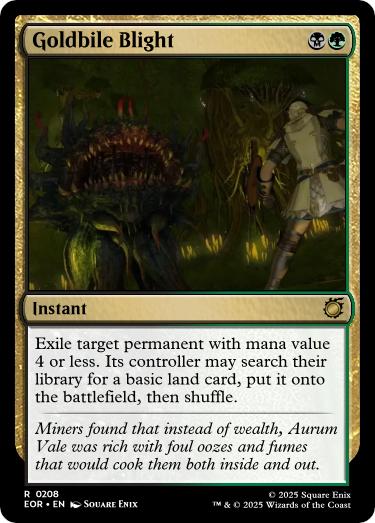 Goldbile Blight
Instant
Exile target permanent with mana value
4 or less. Its controller may search their
library for a basic land card, put it onto
the battlefield, then shuffle.
Miners found that instead of wealth, Aurum
Vale was rich with foul oozes and fumes
that would cook them both inside and out.
R 0208
EOR • EN Square Enix
© 2025 Square Enix
™ & © 2025 Wizards of the Coast